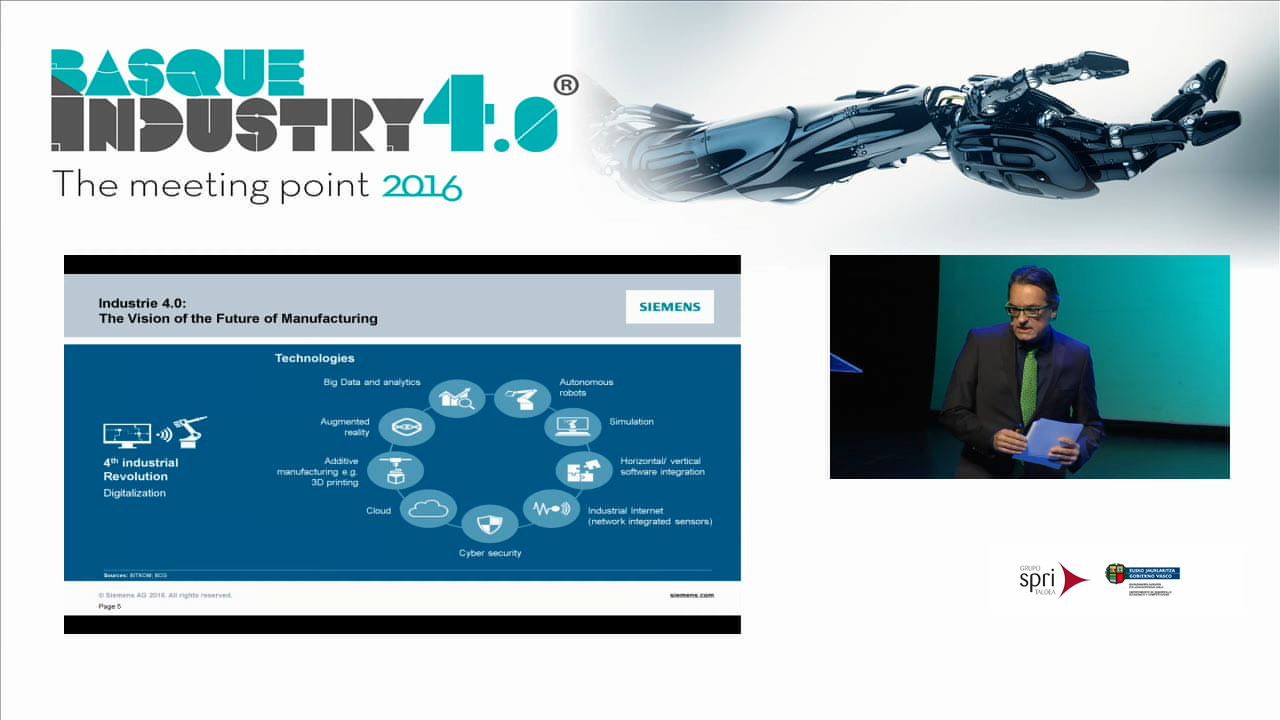 BASQUE
INDUSTRY 4.0®
The meeting point 2016
Industrie 4.0:
The Vision of the Future of Manufacturing
SIEMENS
Technologies
Big Data and analytics
Autonomous
robots
Augmented
reality
Simulation
Additive
manufacturing e.g.
3D printing
Horizontal/ vertical
software integration
4th industrial
Revolution
Digitalization
Cloud
Industrial Internet
(network integrated sensors)
Cyber security
Sources: BITKOM; BCG
© Siemens AG 2016. All rights reserved.
siemens.com
Page 5
GRUPO
spri
TALDEA
EUSKO JAURLARITZA
GOBIERNO VASCO